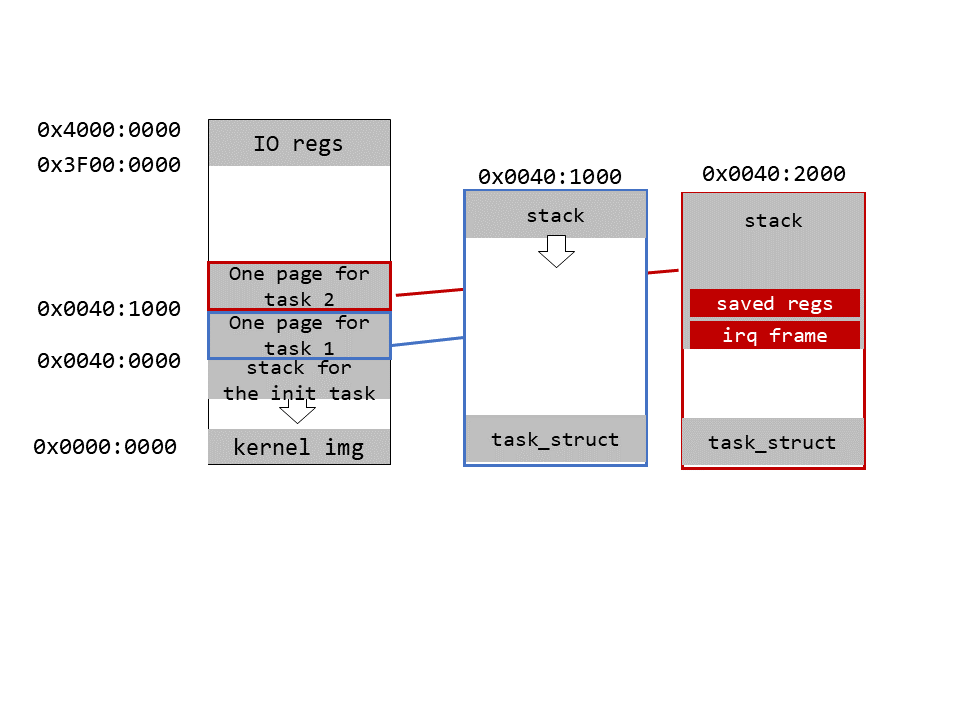 0x4000:0000
IO regs
0x3F00:0000
One page for
task 2
0x0040:1000
One page for
task 1
0x0040:0000
stack for
the init task
0x0000:0000
kernel img
0x0040:1000
stack
task_struct
0x0040:2000
stack
saved regs
irq frame
task_struct